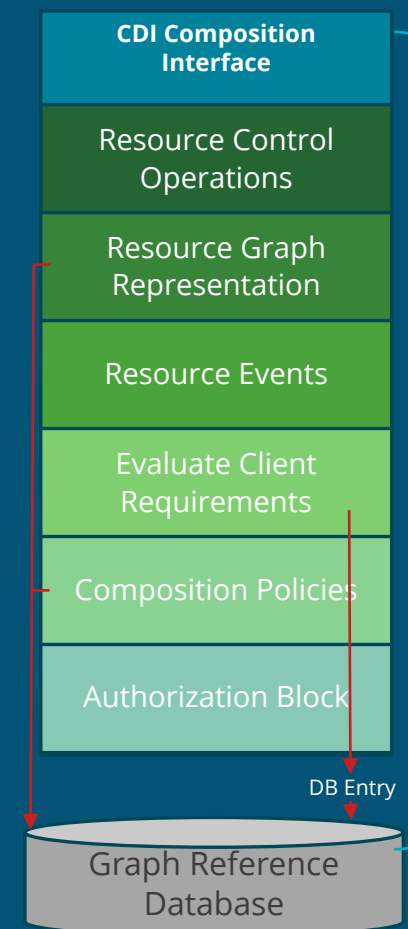 CDI Composition
Interface
Resource Control
Operations
Resource Graph
Representation
Resource Events
Evaluate Client
Requirements
Composition Policies
Authorization Block
DB Entry
Graph Reference
Database